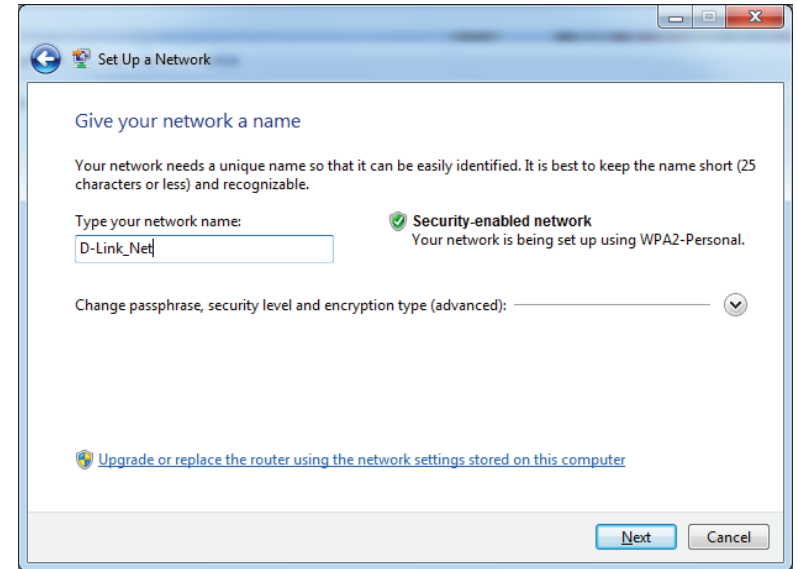 Set Up a Network
Give your network a name
Your network needs a unique name so that it can be easily identified. It is best to keep the name short (25
characters or less) and recognizable.
Type your network name:
Security-enabled network
D-Link_Net
Your network is being set up using WPA2-Personal.
Change passphrase, security level and encryption type (advanced):
Upgrade or replace the router using the network settings stored on this computer
Next
Cancel